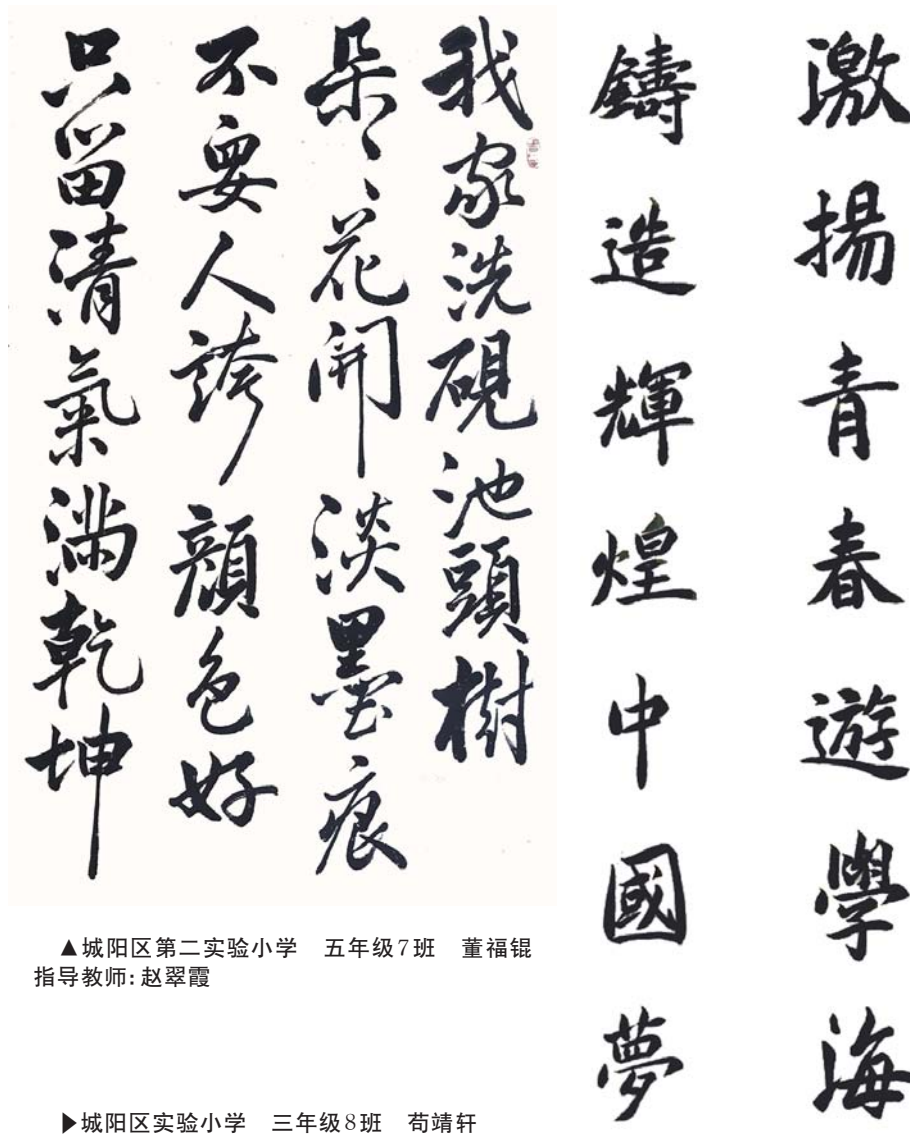 我家洗硯池頭樹
朵々花開淡墨痕
不要人誇顏色好
只留清氣滿乾坤
▲城阳区第二实验小学　五年级7班　董福锟
指导教师：赵翠霞
激揚青春遊學海
鑄造輝煌中國夢
▶城阳区实验小学　三年级8班　苟靖轩